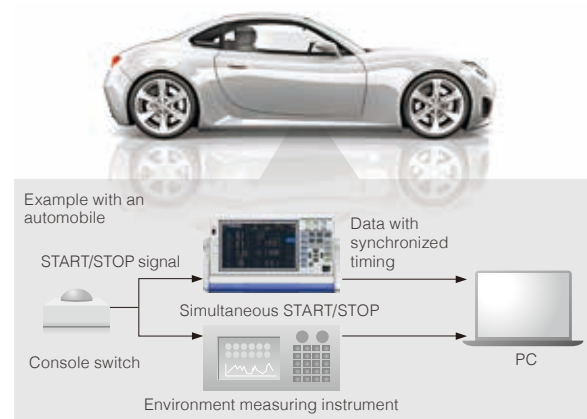 Example with an
automobile
START/STOP signal
Data with
synchronized
timing
Simultaneous START/STOP
Console switch
PC
Environment measuring instrument